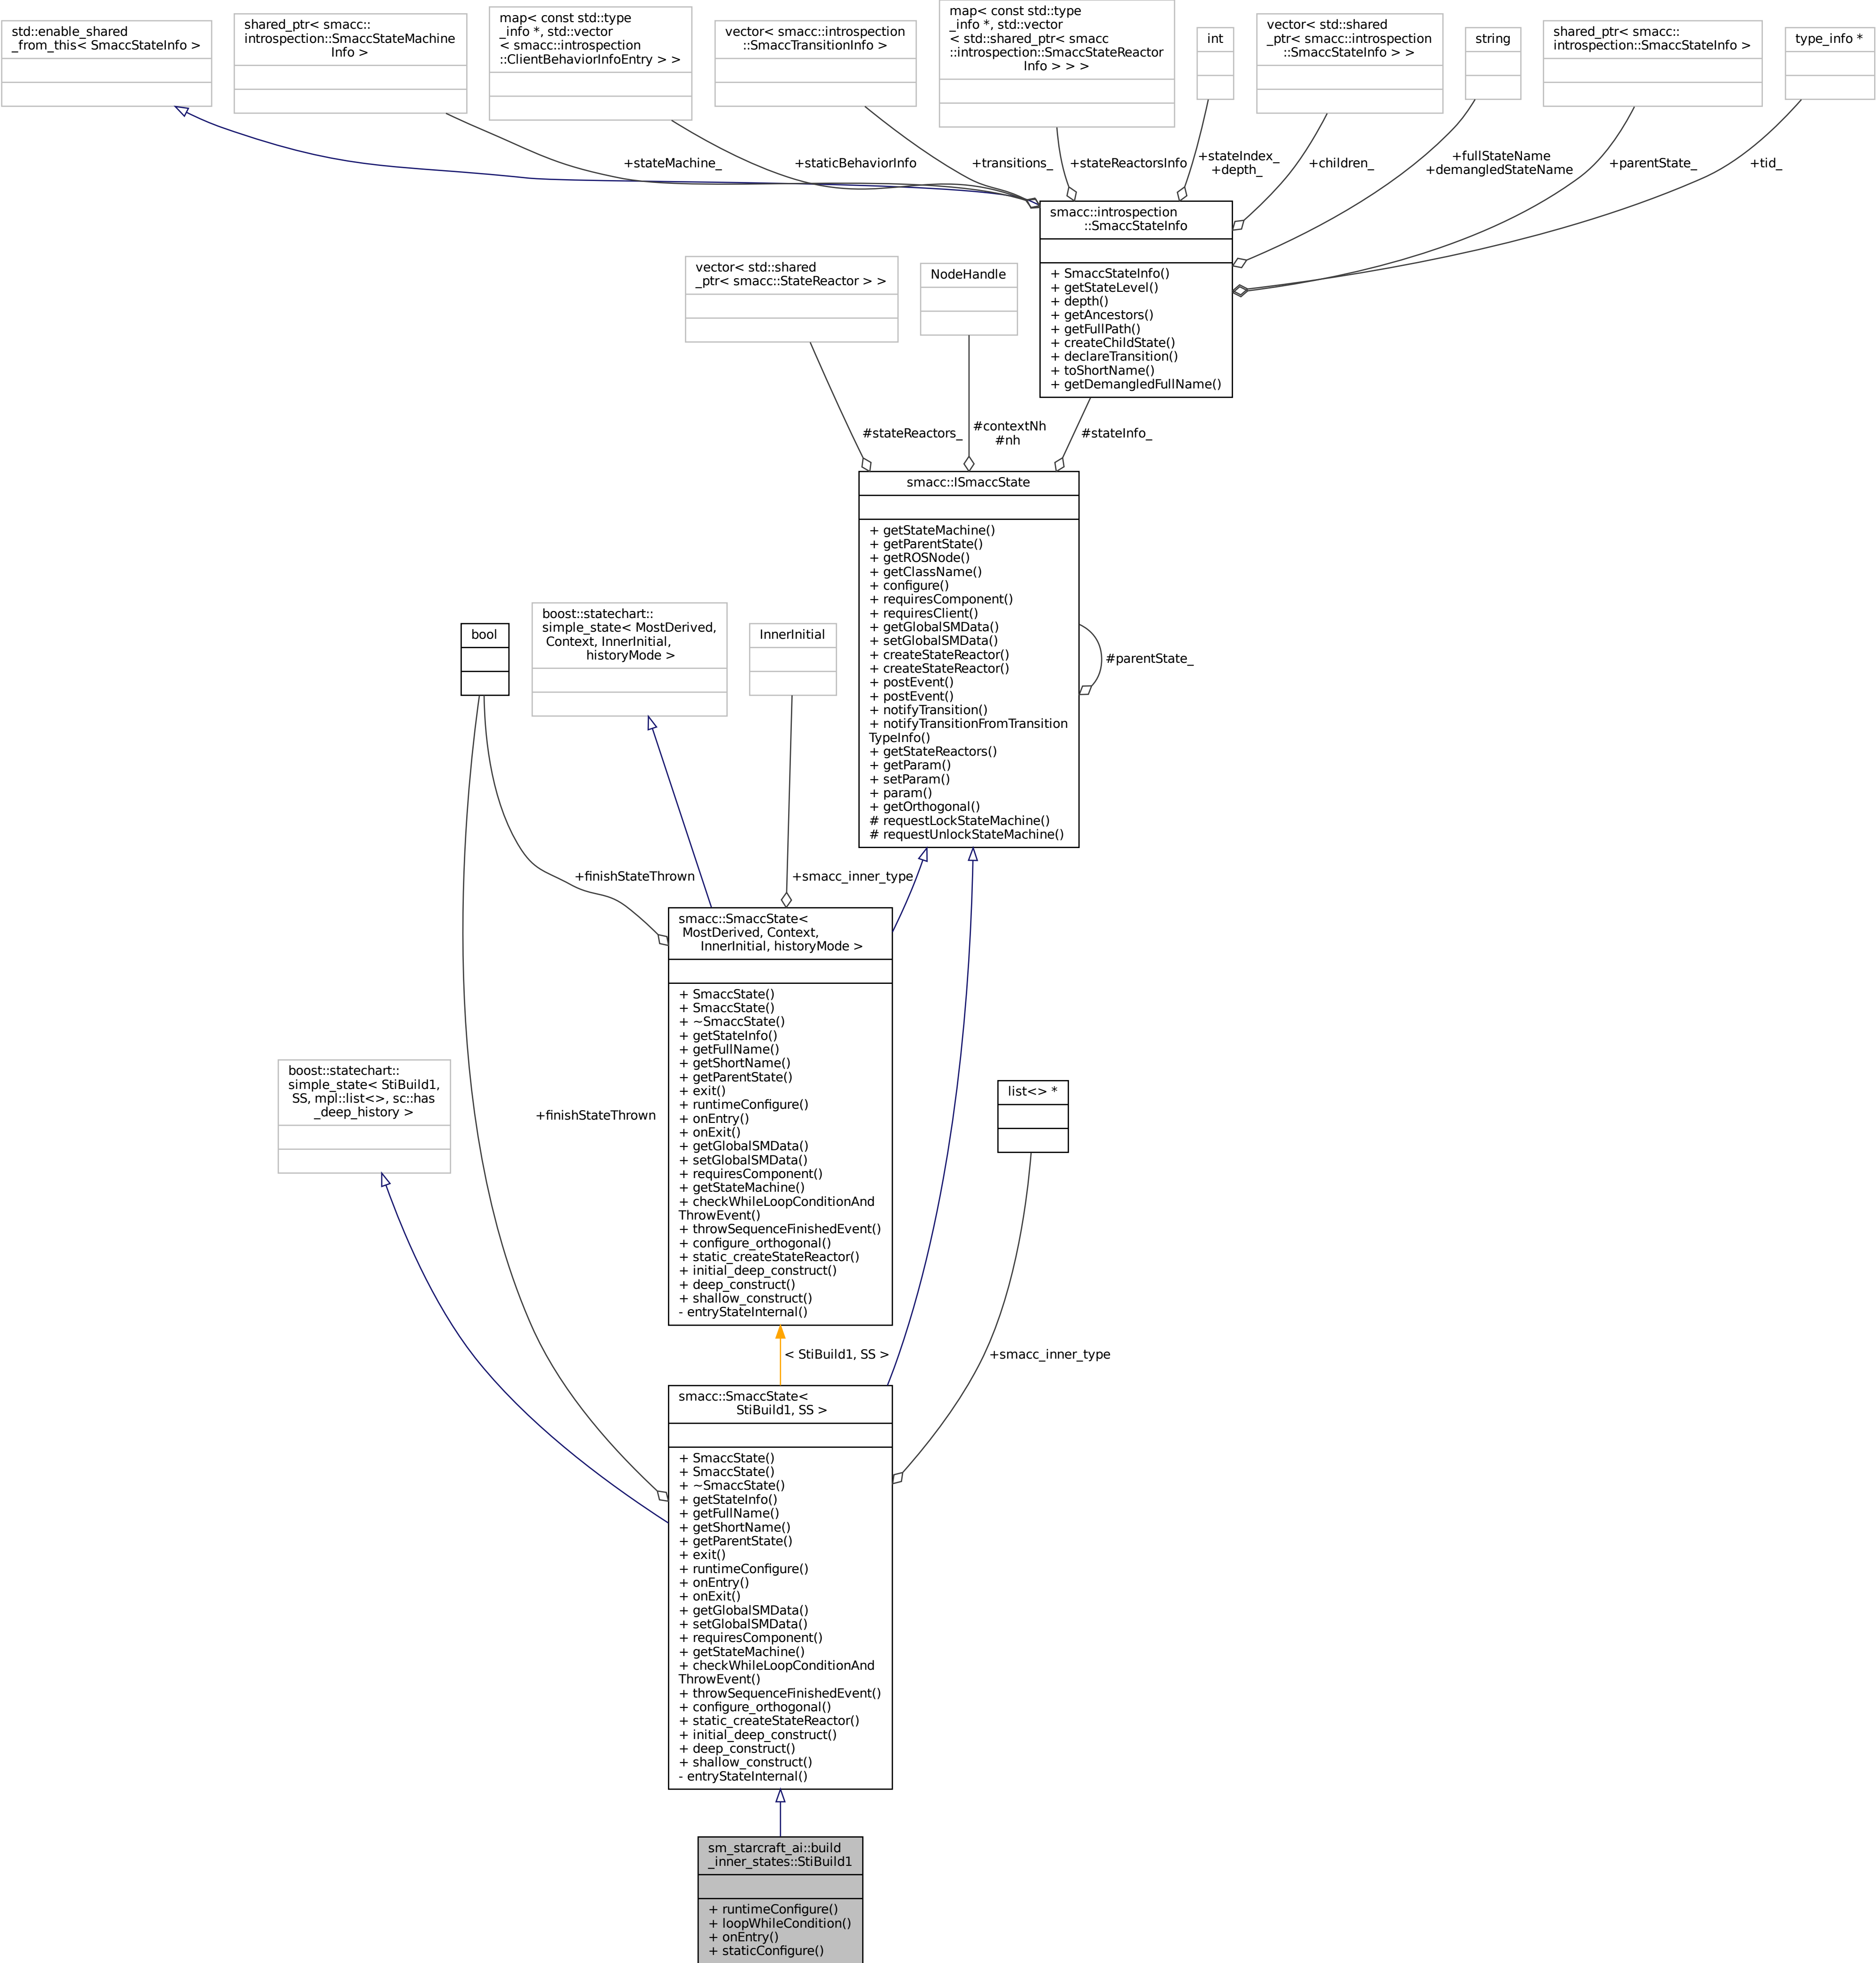 std::enable_shared
_from_this< SmaccStateInfo >
shared_ptr< smacc::
introspection::SmaccStateMachine
Info >
map< const std::type
_info *, std::vector
< smacc::introspection
::ClientBehaviorInfoEntry > >
vector< smacc::introspection
::SmaccTransitionInfo >
map< const std::type
_info *, std::vector
< std::shared_ptr< smacc
::introspection::SmaccStateReactor
Info > > >
int
vector< std::shared
_ptr< smacc::introspection
::SmaccStateInfo > >
string
shared_ptr< smacc::
introspection::SmaccStateInfo >
type_info *
+stateMachine_
+staticBehaviorInfo
+transitions_
+stateReactorsInfo
+stateIndex_
+depth_
+children_
+fullStateName
+demangledStateName
+parentState_
+tid_
smacc::introspection
::SmaccStateInfo
+ SmaccStateInfo()
+ getStateLevel()
+ depth()
+ getAncestors()
+ getFullPath()
+ createChildState()
+ declareTransition()
+ toShortName()
+ getDemangledFullName()
vector< std::shared
_ptr< smacc::StateReactor > >
NodeHandle
#stateReactors_
#contextNh
#nh
#stateInfo_
smacc::ISmaccState
+ getStateMachine()
+ getParentState()
+ getROSNode()
+ getClassName()
+ configure()
+ requiresComponent()
+ requiresClient()
+ getGlobalSMData()
+ setGlobalSMData()
+ createStateReactor()
+ createStateReactor()
+ postEvent()
+ postEvent()
+ notifyTransition()
+ notifyTransitionFromTransition
TypeInfo()
+ getStateReactors()
+ getParam()
+ setParam()
+ param()
+ getOrthogonal()
# requestLockStateMachine()
# requestUnlockStateMachine()
#parentState_
bool
boost::statechart::
simple_state< MostDerived,
Context, InnerInitial,
historyMode >
InnerInitial
+finishStateThrown
+smacc_inner_type
smacc::SmaccState<
MostDerived, Context,
InnerInitial, historyMode >
+ SmaccState()
+ SmaccState()
+ ~SmaccState()
+ getStateInfo()
+ getFullName()
+ getShortName()
+ getParentState()
+ exit()
+ runtimeConfigure()
+ onEntry()
+ onExit()
+ getGlobalSMData()
+ setGlobalSMData()
+ requiresComponent()
+ getStateMachine()
+ checkWhileLoopConditionAnd
ThrowEvent()
+ throwSequenceFinishedEvent()
+ configure_orthogonal()
+ static_createStateReactor()
+ initial_deep_construct()
+ deep_construct()
+ shallow_construct()
- entryStateInternal()
boost::statechart::
simple_state< StiBuild1,
SS, mpl::list<>, sc::has
_deep_history >
+finishStateThrown
list<> *
< StiBuild1, SS >
+smacc_inner_type
smacc::SmaccState<
StiBuild1, SS >
+ SmaccState()
+ SmaccState()
+ ~SmaccState()
+ getStateInfo()
+ getFullName()
+ getShortName()
+ getParentState()
+ exit()
+ runtimeConfigure()
+ onEntry()
+ onExit()
+ getGlobalSMData()
+ setGlobalSMData()
+ requiresComponent()
+ getStateMachine()
+ checkWhileLoopConditionAnd
ThrowEvent()
+ throwSequenceFinishedEvent()
+ configure_orthogonal()
+ static_createStateReactor()
+ initial_deep_construct()
+ deep_construct()
+ shallow_construct()
- entryStateInternal()
sm_starcraft_ai::build
_inner_states::StiBuild1
+ runtimeConfigure()
+ loopWhileCondition()
+ onEntry()
+ staticConfigure()